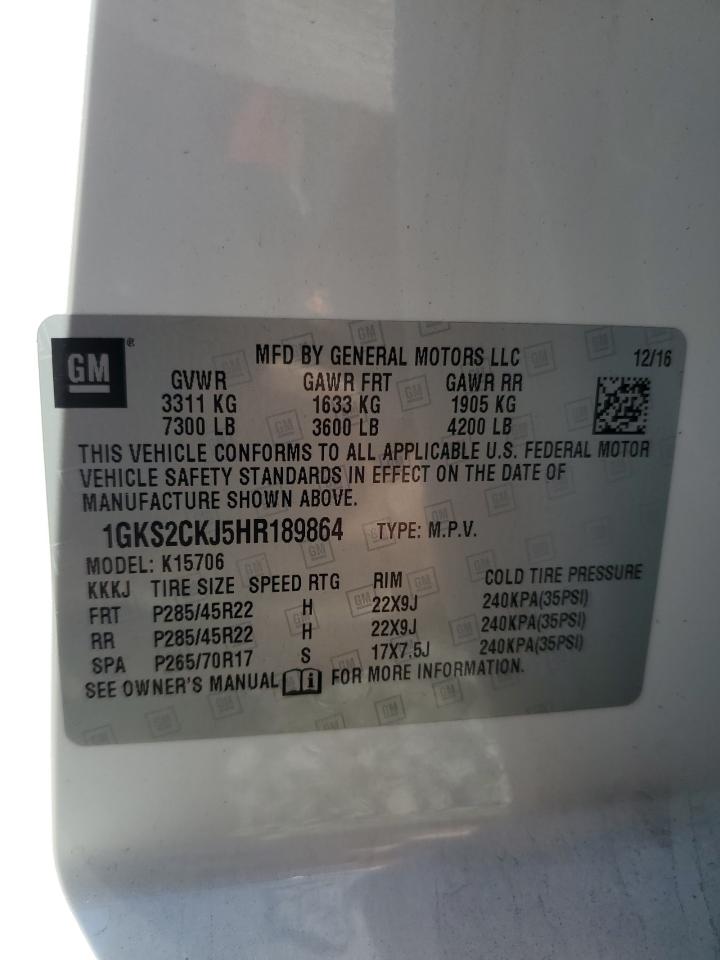 GM ® MFD BY GENERAL MOTORS LLC 12/16
GVWR GAWR FRT GAWR RR
3311 KG 1633 KG 1905 KG
7300 LB 3600 LB 4200 LB
THIS VEHICLE CONFORMS TO ALL APPLICABLE U.S. FEDERAL MOTOR
VEHICLE SAFETY STANDARDS IN EFFECT ON THE DATE OF
MANUFACTURE SHOWN ABOVE.
1GKS2CKJ5HR189864 TYPE: M.P.V.
MODEL: K15706
KKKJ TIRE SIZE SPEED RTG RIM COLD TIRE PRESSURE
FRT P285/45R22 H 22X9J 240KPA(35PSI)
RR P285/45R22 H 22X9J 240KPA(35PSI)
SPA P265/70R17 S 17X7.5J 240KPA(35PSI)
SEE OWNER'S MANUAL i FOR MORE INFORMATION.